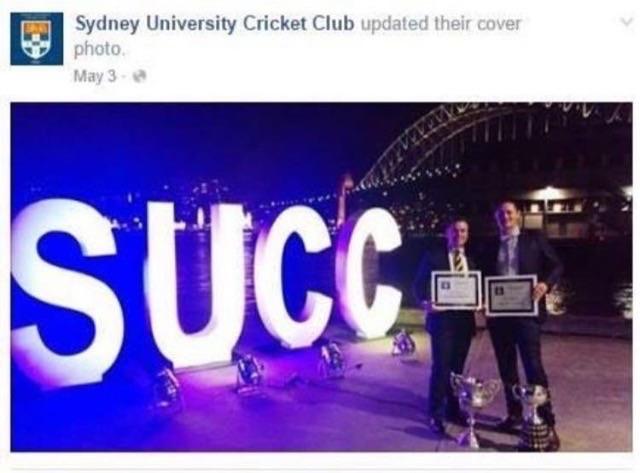 Sydney University Cricket Club updated their cover
photo.
May 3
SUCC